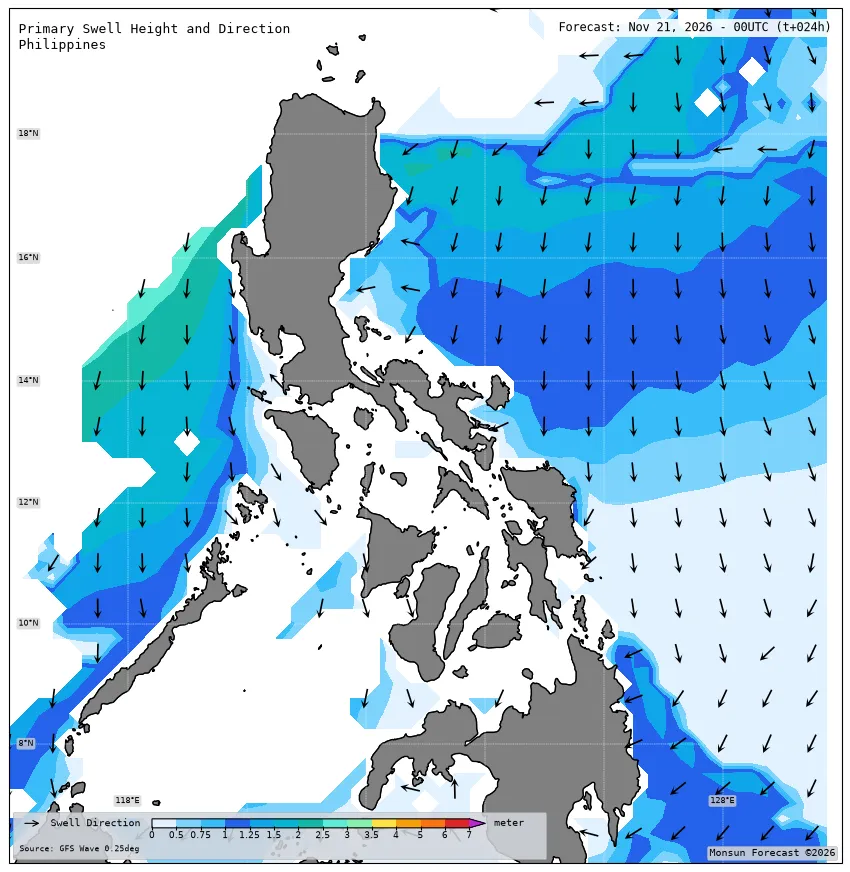 Primary Swell Height and Direction
Philippines
Forecast: Nov 21, 2026 - 00UTC (t+024h)
18°N
16°N
14°N
12°N
10°N
8°N
118°E
128°E
Swell Direction
0 0.5 0.75 1 1.25 1.5 2 2.5 3 3.5 4 5 6 7
meter
Source: GFS Wave 0.25deg
Monsun Forecast ©2026